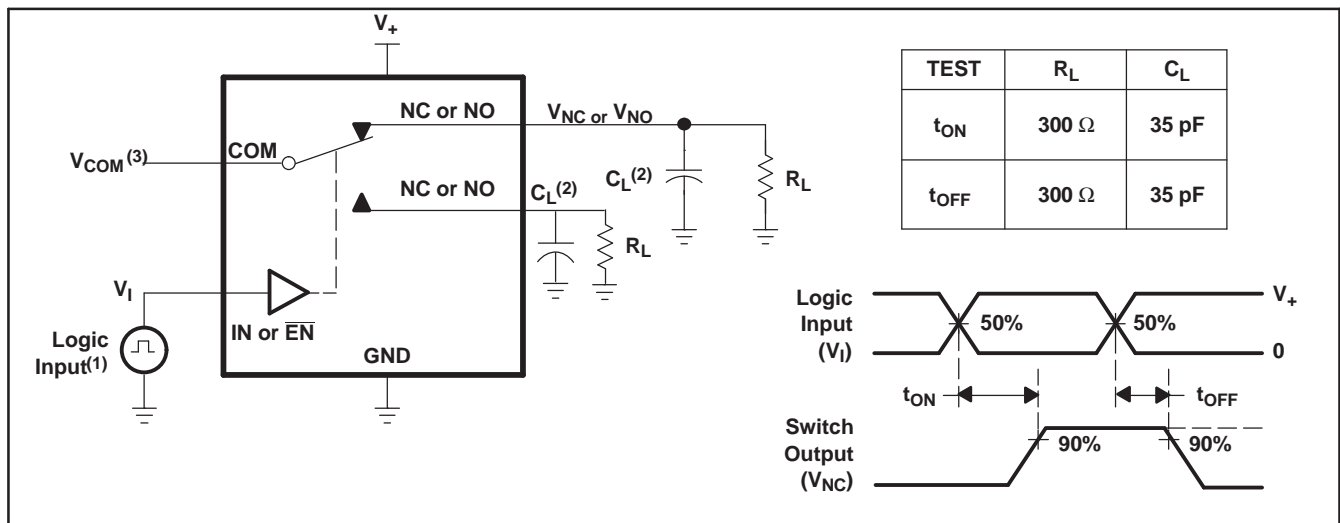 V+
NC or NO
VNC or VNO
VCOM(3)
COM
CL(2)
RL
NC or NO
CL(2)
RL
VI
IN or E̅N̅
Logic
Input(1)
GND
TEST RL CL
tON 300 Ω 35 pF
tOFF 300 Ω 35 pF
Logic
Input
(VI)
50%
50%
V+
0
tON
tOFF
Switch
Output
(VNC)
90%
90%